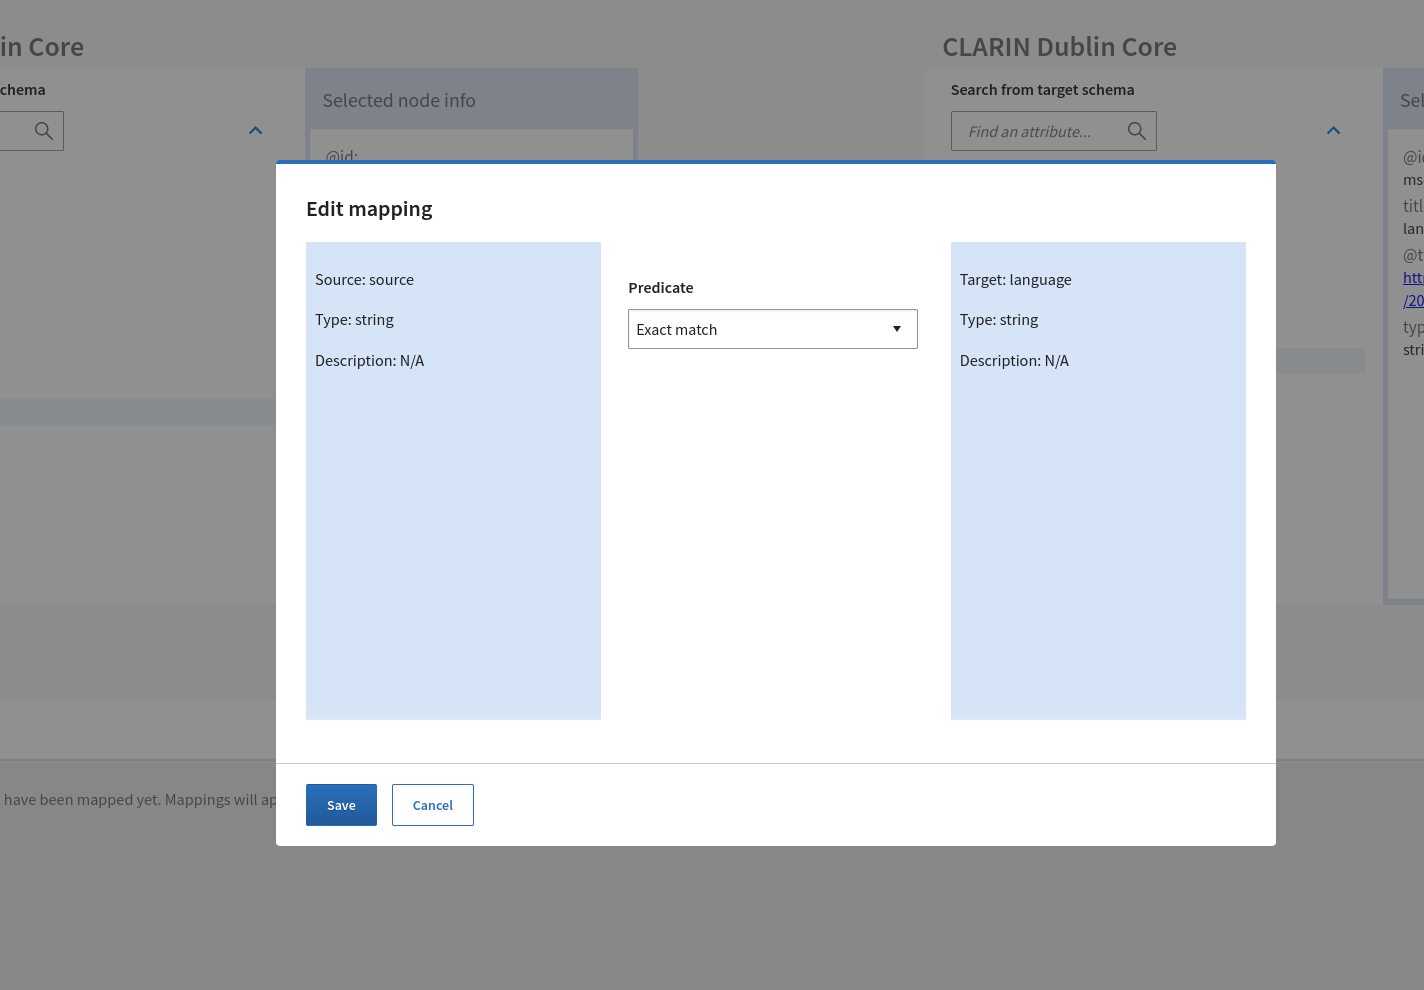 in Core
CLARIN Dublin Core
chema
Selected node info
Search from target schema
Find an attribute...
@id:
Edit mapping
Source: source
Type: string
Description: N/A
Predicate
Exact match
Target: language
Type: string
Description: N/A
Sel
@id
ms
titl
lan
@t
htt
/20
typ
stri
have been mapped yet. Mappings will ap
Save
Cancel